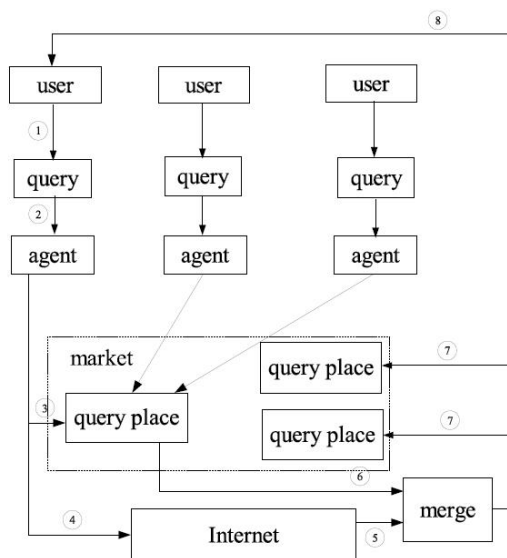 8
user
user
user
1
query
query
query
2
agent
agent
agent
market
query place
7
3
query place
query place
7
6
merge
4
Internet
5